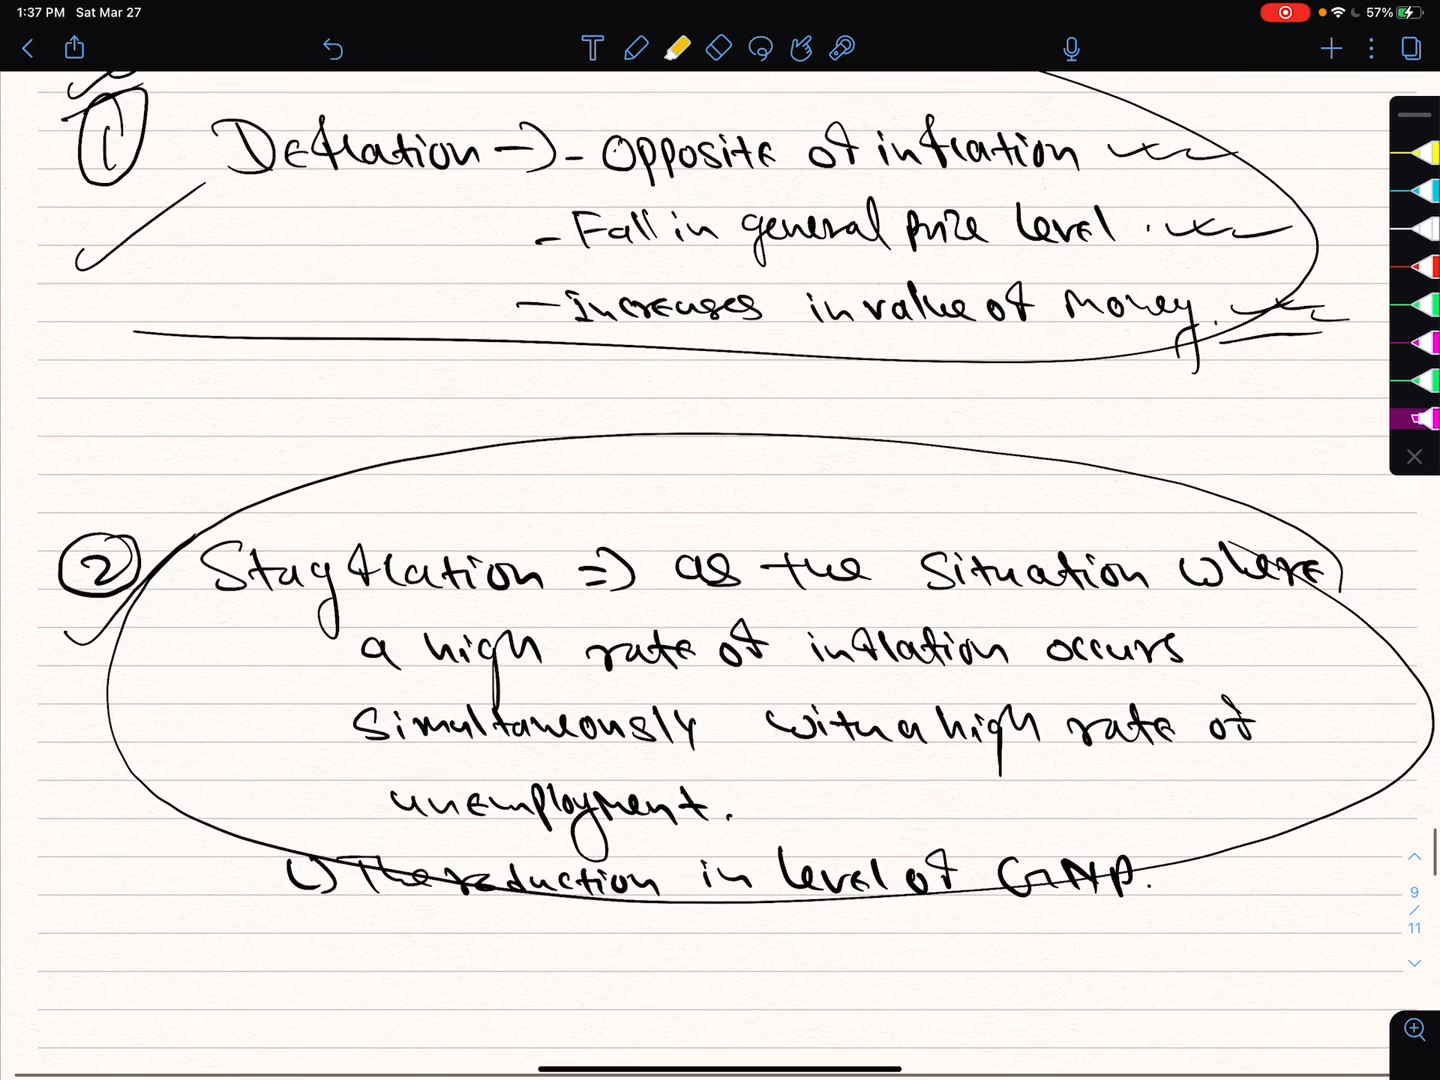 1:37 PM Sat Mar 27
57%
① Deflation → - Opposite of inflation
- Fall in general price level.
- Increases in value of money.
② Stagflation ⇒ as the situation where
a high rate of inflation occurs
simultaneously with a high rate of
unemployment.
The reduction in level of GNP.
9
/
11